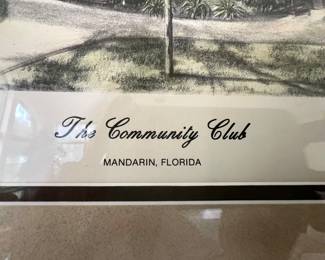 The Community Club
MANDARIN, FLORIDA